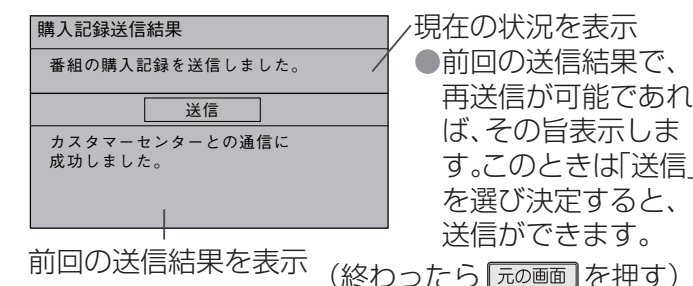 購入記録送信結果
番組の購入記録を送信しました。
送信
カスタマーセンターとの通信に
成功しました。
前回の送信結果を表示
現在の状況を表示
●前回の送信結果で、
再送信が可能であれ
ば、その旨表示しま
す。このときは「送信」
を選び決定すると、
送信ができます。
(終わったら 元の画面 を押す)